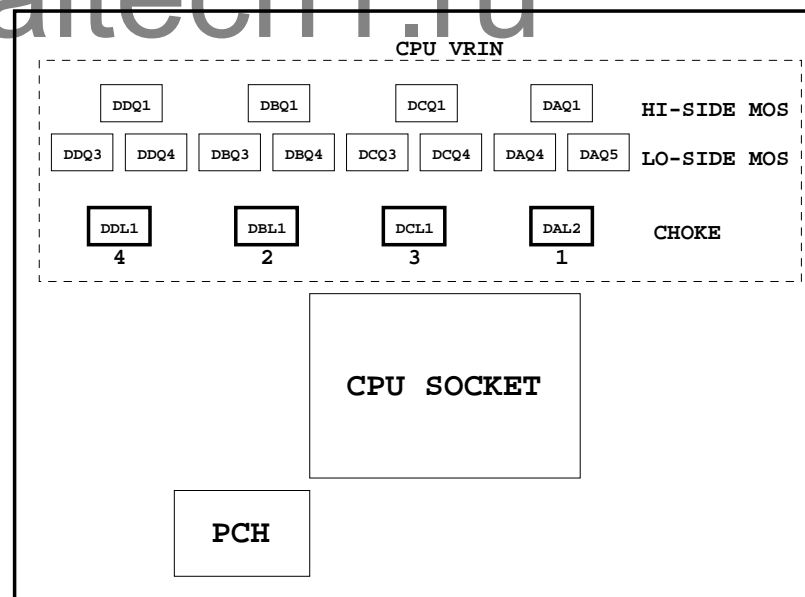 CPU VRIN
DDQ1 DBQ1 DCQ1 DAQ1 HI-SIDE MOS
DDQ3 DDQ4 DBQ3 DBQ4 DCQ3 DCQ4 DAQ4 DAQ5 LO-SIDE MOS
DDL1 DBL1 DCL1 DAL2 CHOKE
4 2 3 1
CPU SOCKET
PCH